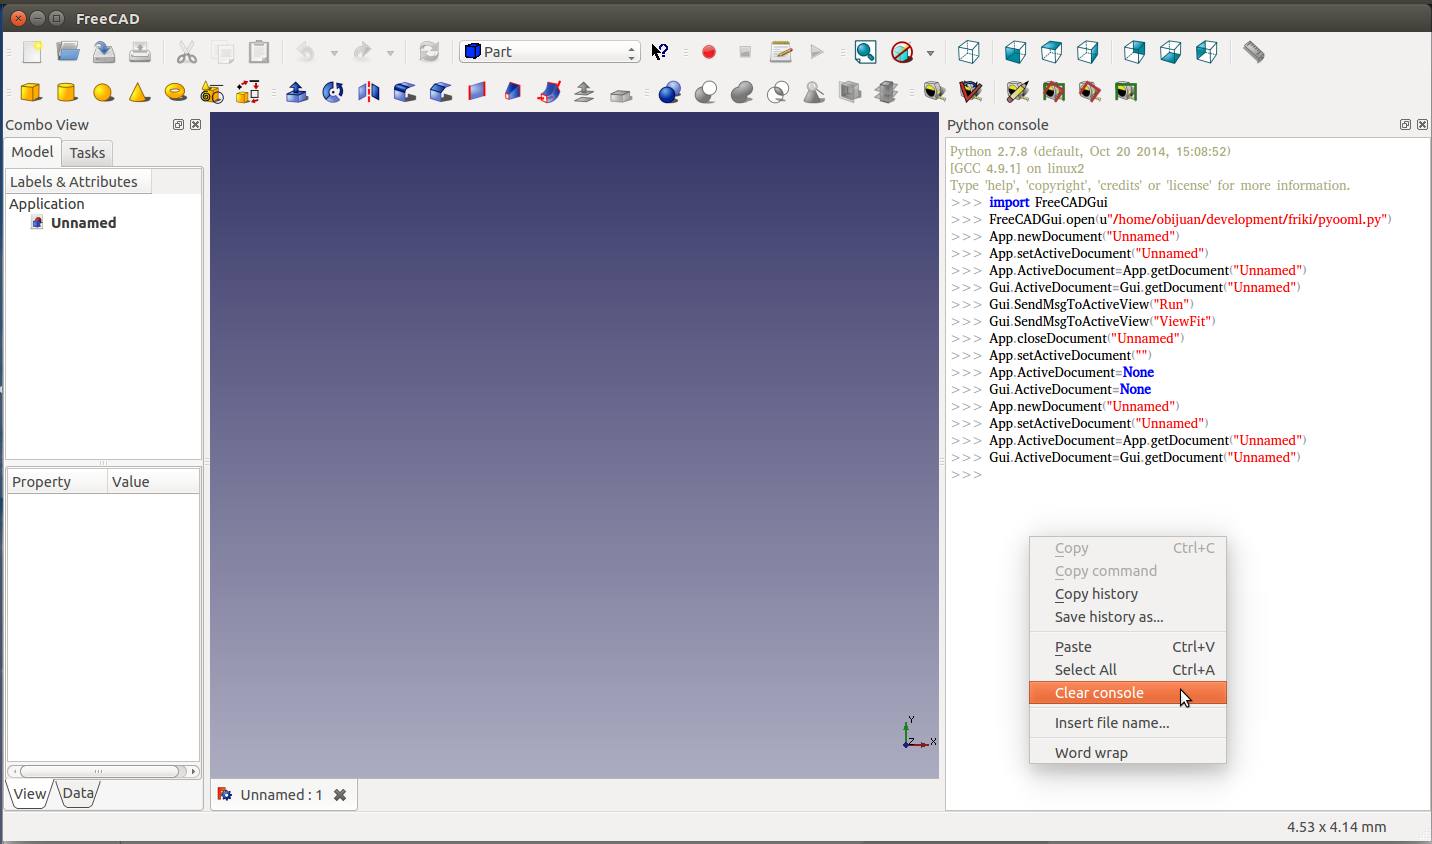 FreeCAD
Part
Combo View
Model
Tasks
Labels & Attributes
Application
Unnamed
Property
Value
View
Data
Y
Z
X
Unnamed : 1
Python console
Python 2.7.8 (default, Oct 20 2014, 15:08:52)
[GCC 4.9.1] on linux2
Type 'help', 'copyright', 'credits' or 'license' for more information.
>>> import FreeCADGui
>>> FreeCADGui.open(u"/home/obijuan/development/friki/pyooml.py")
>>> App.newDocument("Unnamed")
>>> App.setActiveDocument("Unnamed")
>>> App.ActiveDocument=App.getDocument("Unnamed")
>>> Gui.ActiveDocument=Gui.getDocument("Unnamed")
>>> Gui.SendMsgToActiveView("Run")
>>> Gui.SendMsgToActiveView("ViewFit")
>>> App.closeDocument("Unnamed")
>>> App.setActiveDocument("")
>>> App.ActiveDocument=None
>>> Gui.ActiveDocument=None
>>> App.newDocument("Unnamed")
>>> App.setActiveDocument("Unnamed")
>>> App.ActiveDocument=App.getDocument("Unnamed")
>>> Gui.ActiveDocument=Gui.getDocument("Unnamed")
>>>
Copy Ctrl+C
Copy command
Copy history
Save history as...
Paste Ctrl+V
Select All Ctrl+A
Clear console
Insert file name...
Word wrap
4.53 x 4.14 mm